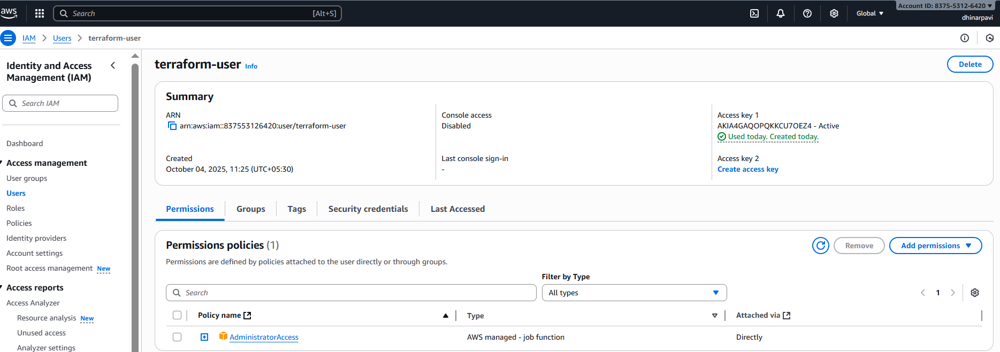 aws
Search [Alt+S]
Global
Account ID: 8375-5312-6420
dhinarpavi
IAM
Users
terraform-user
Identity and Access
Management (IAM)
Search IAM
Dashboard
Access management
User groups
Users
Roles
Policies
Identity providers
Account settings
Root access management New
Access reports
Access Analyzer
Resource analysis New
Unused access
Analyzer settings
terraform-user Info
Delete
Summary
ARN
arn:aws:iam::837553126420:user/terraform-user
Created
October 04, 2025, 11:25 (UTC+05:30)
Console access
Disabled
Last console sign-in
-
Access key 1
AKIA4GAQOPQKKCU7OEZ4 - Active
Used today. Created today.
Access key 2
Create access key
Permissions
Groups
Tags
Security credentials
Last Accessed
Permissions policies (1)
Permissions are defined by policies attached to the user directly or through groups.
Remove
Add permissions
Filter by Type
Search
All types
1
Policy name
Type
Attached via
AdministratorAccess
AWS managed - job function
Directly